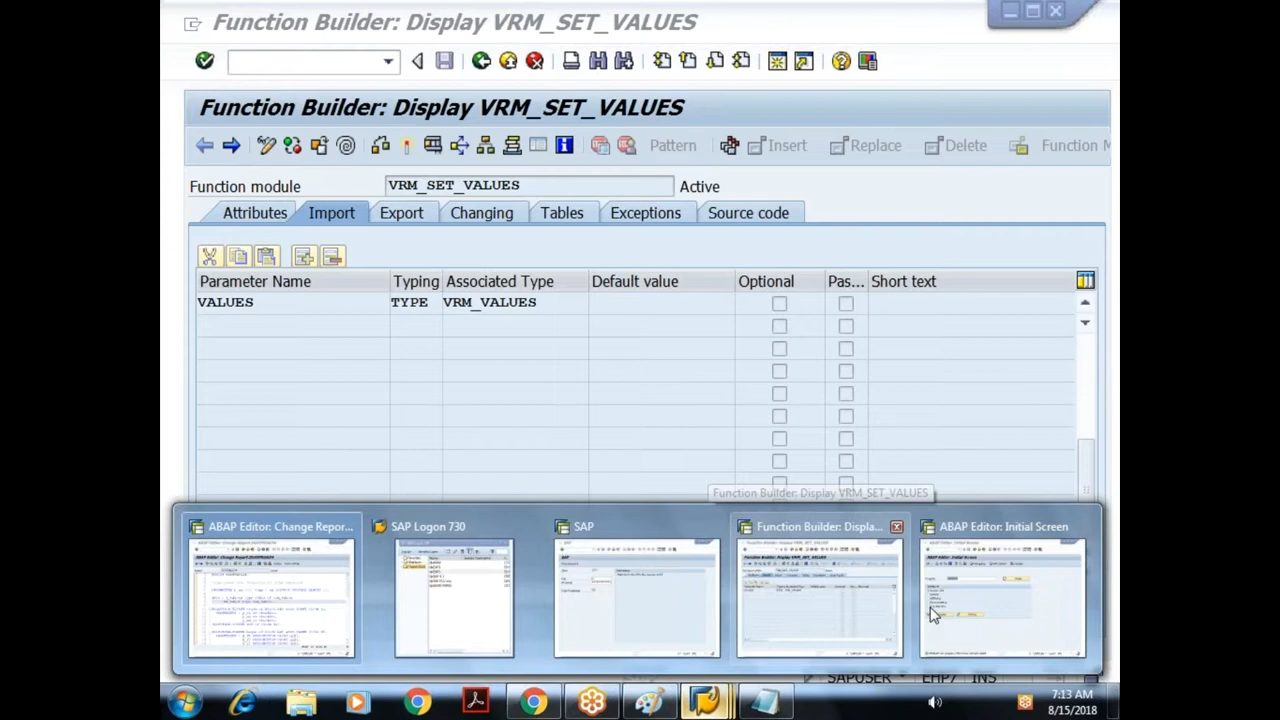 Function Builder: Display VRM_SET_VALUES
Function Builder: Display VRM_SET_VALUES
Pattern Insert Replace Delete Function M
Function module VRM_SET_VALUES Active
Attributes Import Export Changing Tables Exceptions Source code
Parameter Name Typing Associated Type Default value Optional Pas... Short text
VALUES TYPE VRM_VALUES
Function Builder: Display VRM_SET_VALUES
ABAP Editor: Change Repor... SAP Logon 730 SAP Function Builder: Displa... ABAP Editor: Initial Screen
SAPUSER EHP7 INS
7:13 AM
8/15/2018